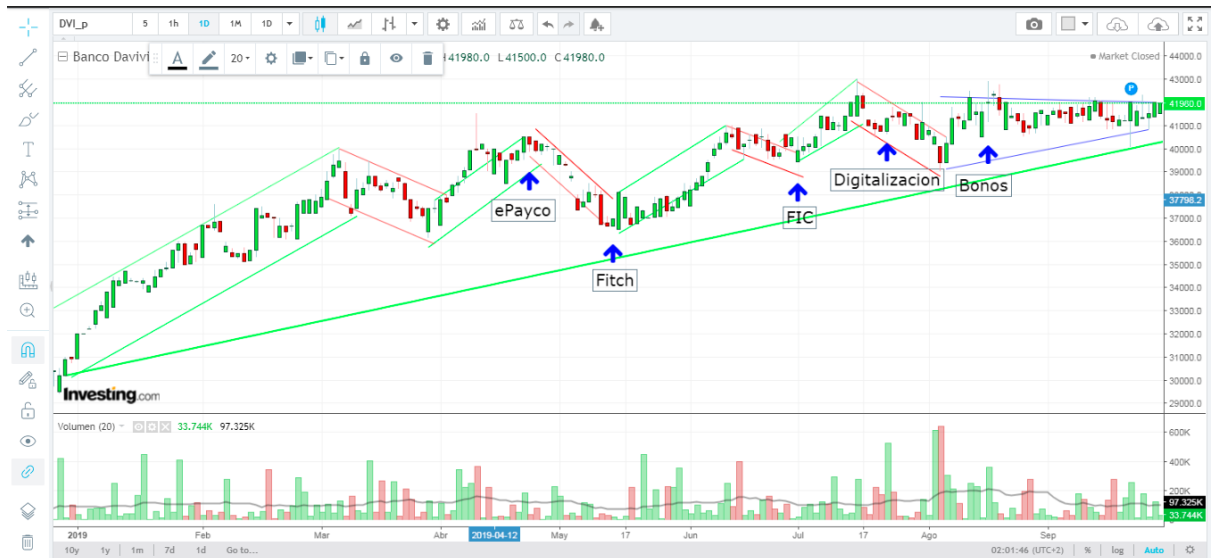 DVI_p 5 1h 1D 1M 1D
Banco Davivi A 20 41980.0 L41500.0 C41980.0
Market Closed
44000.0
43000.0
41980.0
41000.0
40000.0
39000.0
37798.2
37000.0
36000.0
35000.0
34000.0
33000.0
32000.0
31000.0
30000.0
29000.0
P
ePayco
Fitch
FIC
Digitalizacion
Bonos
Investing.com
Volumen (20) 33.744K 97.325K
600K
400K
200K
97.325K
33.744K
2019 Feb Mar Abr 2019-04-12 May 17 Jun Jul 17 Ago Sep
10y 1y 1m 7d 1d Go to... 02:01:46 (UTC+2) % log Auto